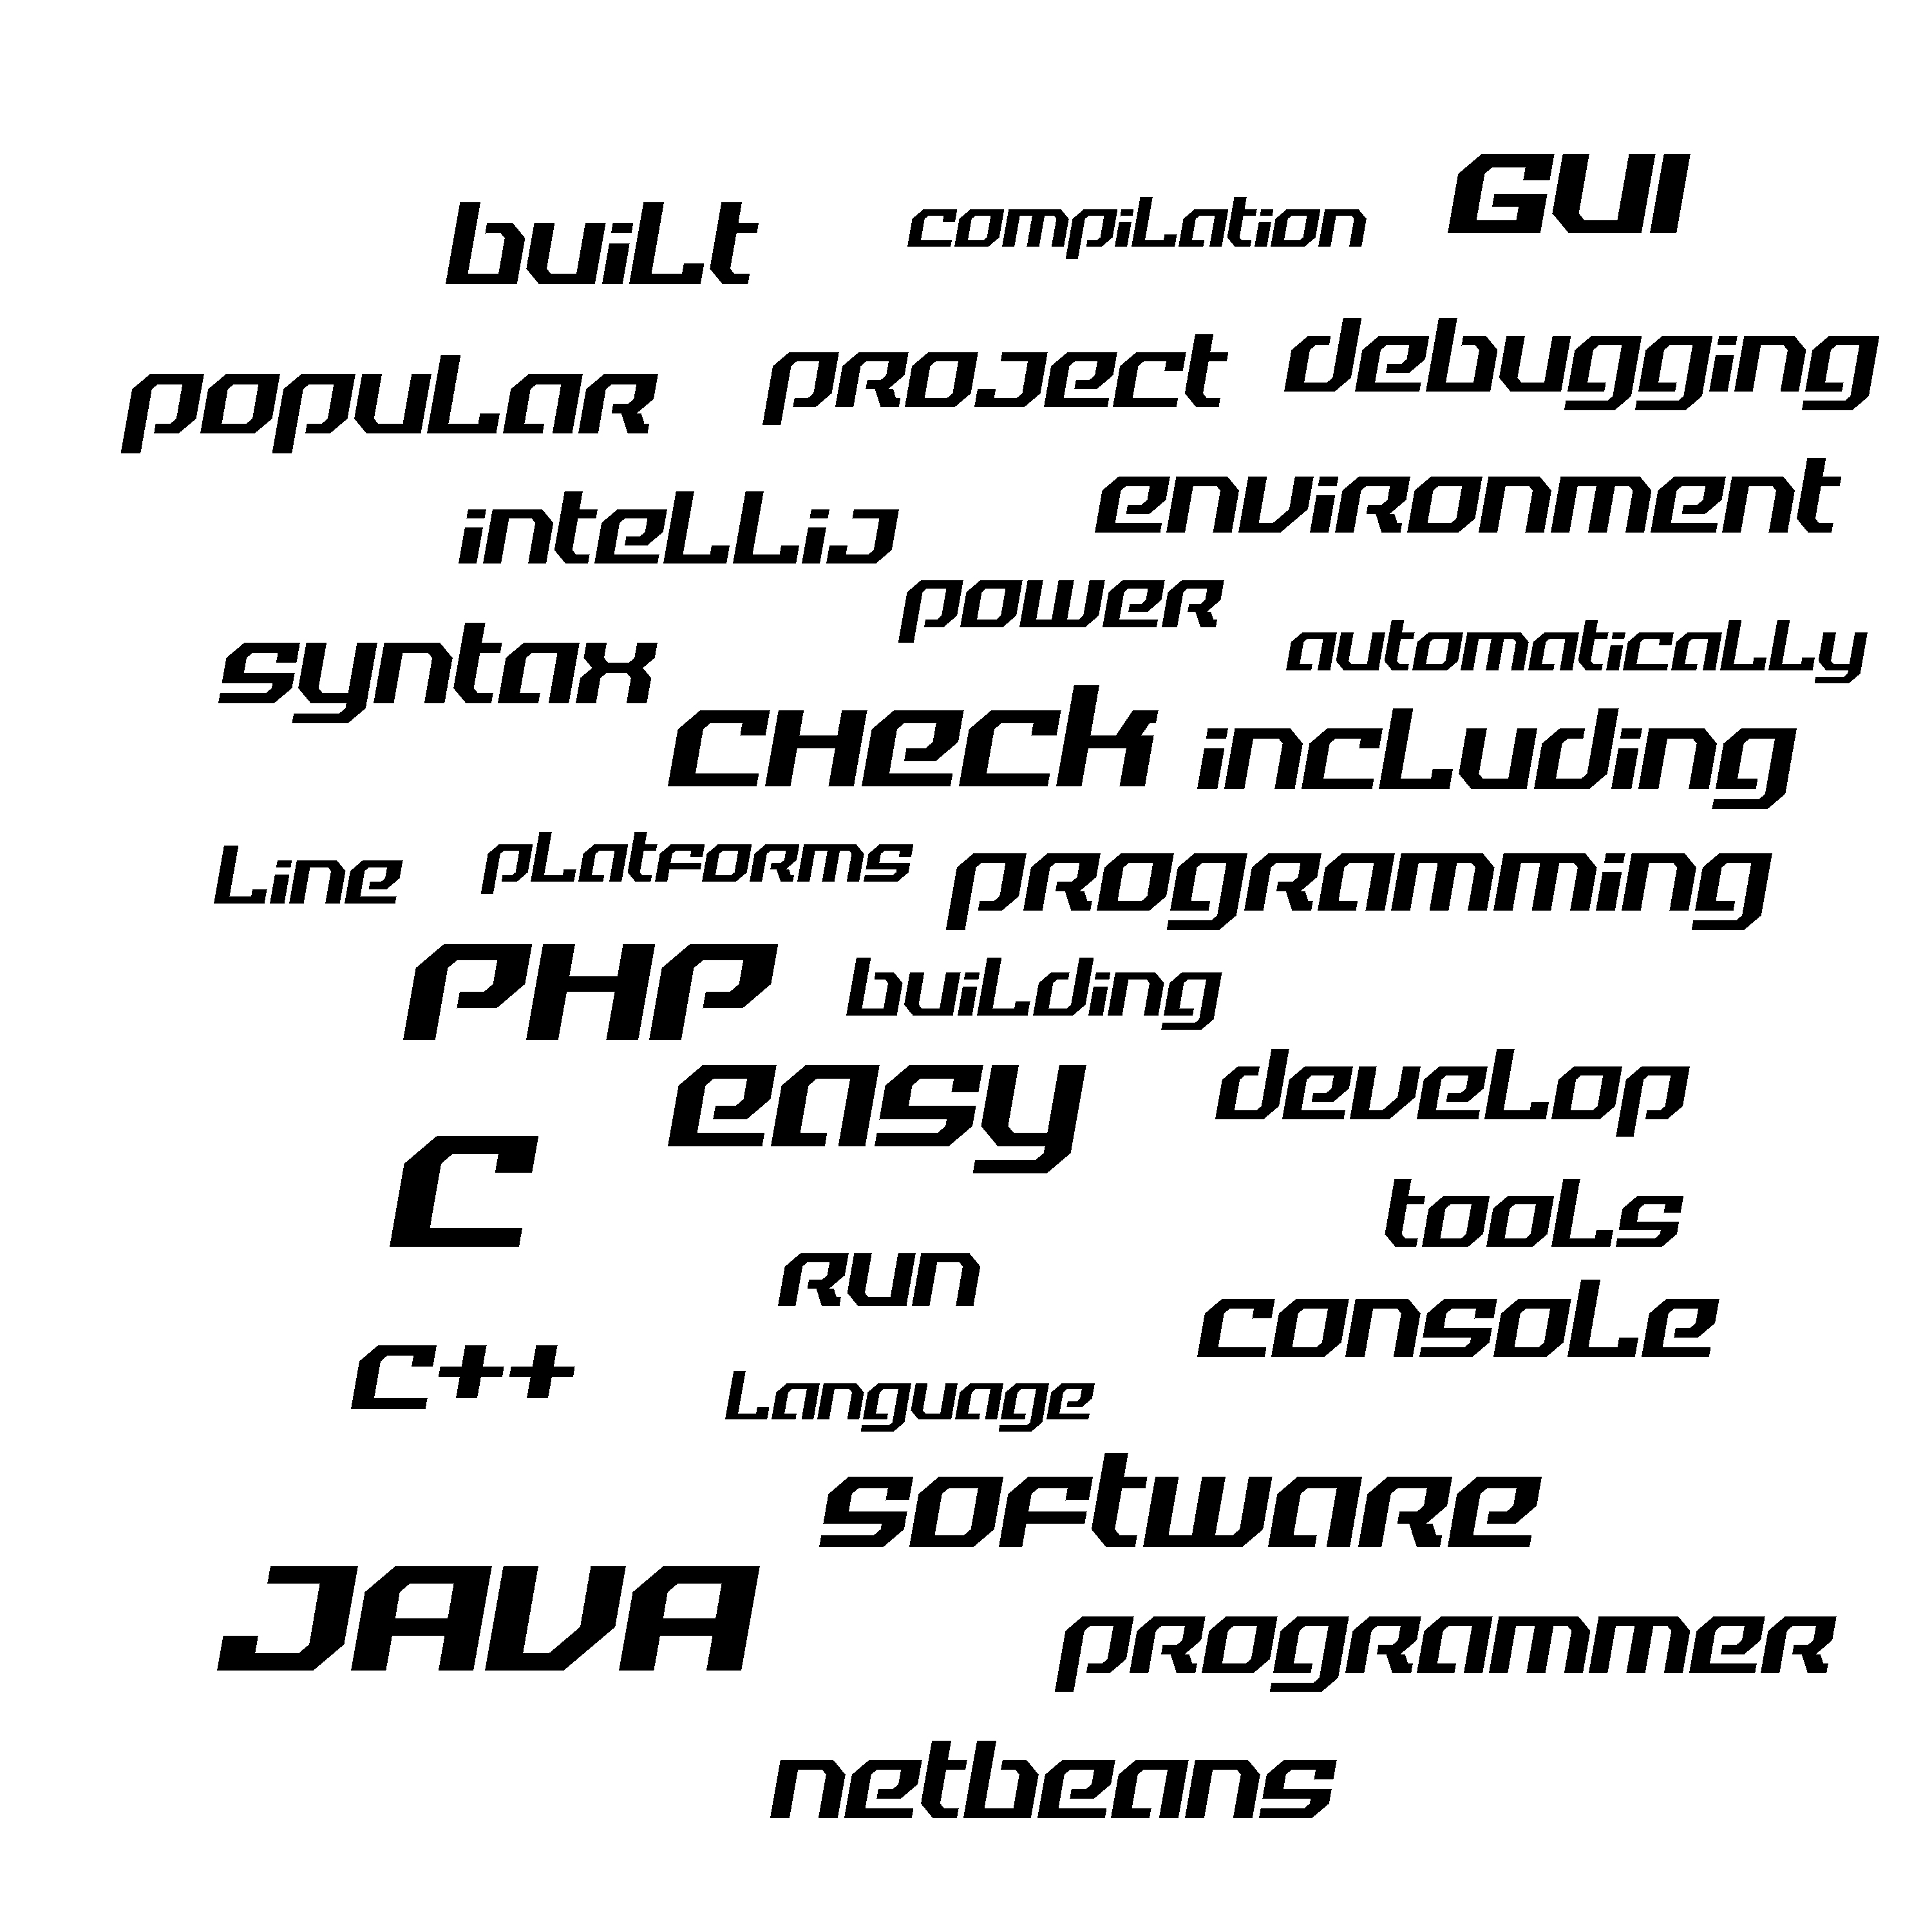 GUI
built
compilation
popular
project
debugging
intellij
environment
power
syntax
automatically
check
including
line
platforms
programming
PHP
building
easy
develop
C
tools
run
console
C++
language
software
JAVA
programmer
netbeans